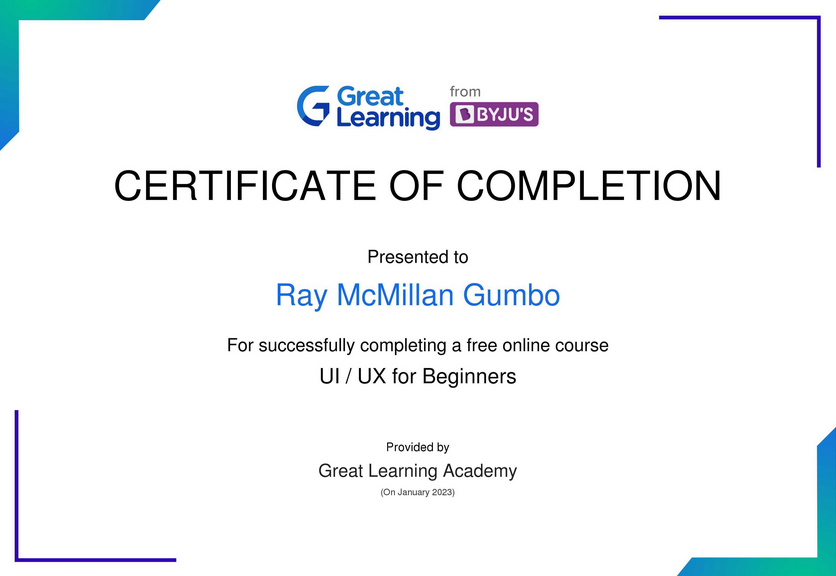 Great
Learning
from
BYJU'S
CERTIFICATE OF COMPLETION
Presented to
Ray McMillan Gumbo
For successfully completing a free online course
UI / UX for Beginners
Provided by
Great Learning Academy
(On January 2023)